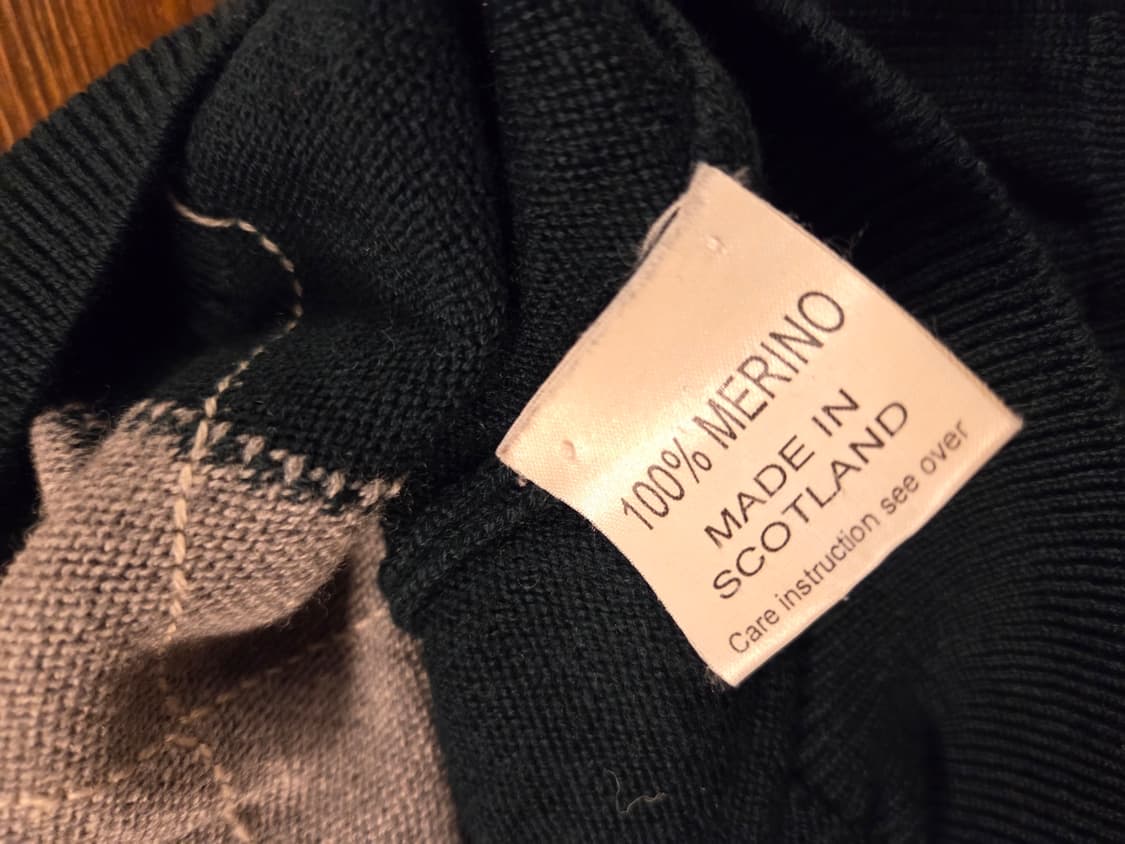 100% MERINO
MADE IN
SCOTLAND
Care instruction see over